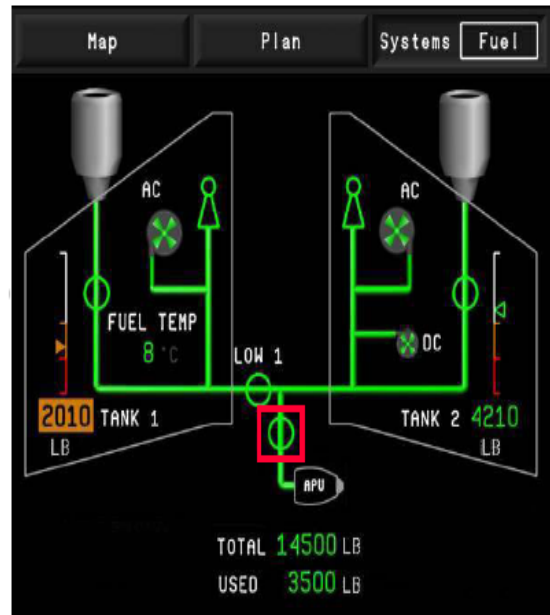 Map
Plan
Systems Fuel
AC
AC
FUEL TEMP
8 °C
DC
LOW 1
2010 TANK 1
LB
TANK 2 4210
LB
APU
TOTAL 14500 LB
USED 3500 LB